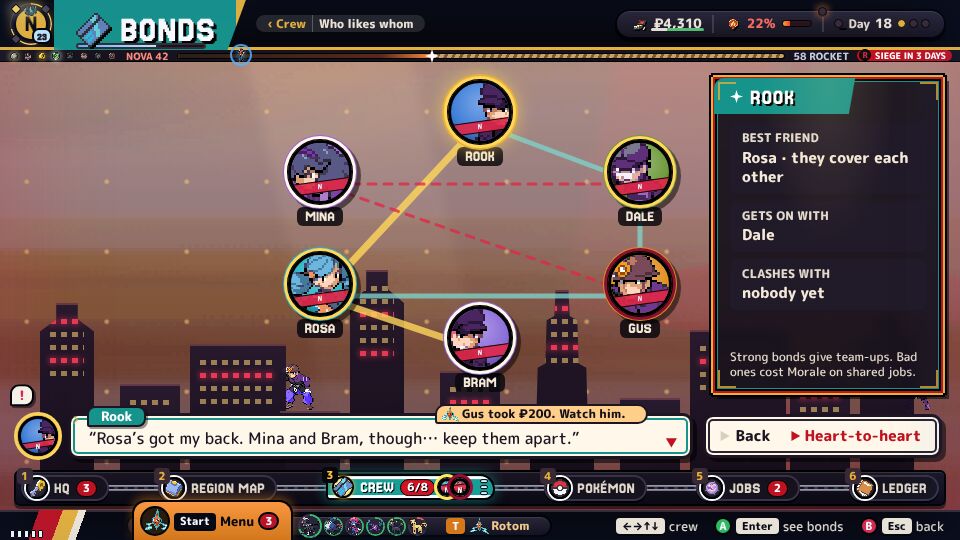 N
23
BONDS
‹ Crew | Who likes whom
₽4,310
22%
Day 18
NOVA 42
58 ROCKET
R SIEGE IN 3 DAYS
ROOK
MINA
DALE
ROSA
GUS
BRAM
ROOK
BEST FRIEND
Rosa · they cover each
other
GETS ON WITH
Dale
CLASHES WITH
nobody yet
Strong bonds give team-ups. Bad
ones cost Morale on shared jobs.
!
Rook
Gus took ₽200. Watch him.
“Rosa’s got my back. Mina and Bram, though··· keep them apart.”
Back
Heart-to-heart
1 HQ 3
2 REGION MAP
3 CREW 6/8
4 POKÉMON
5 JOBS 2
6 LEDGER
Start Menu 3
T Rotom
←→↑↓ crew
A Enter see bonds
B Esc back